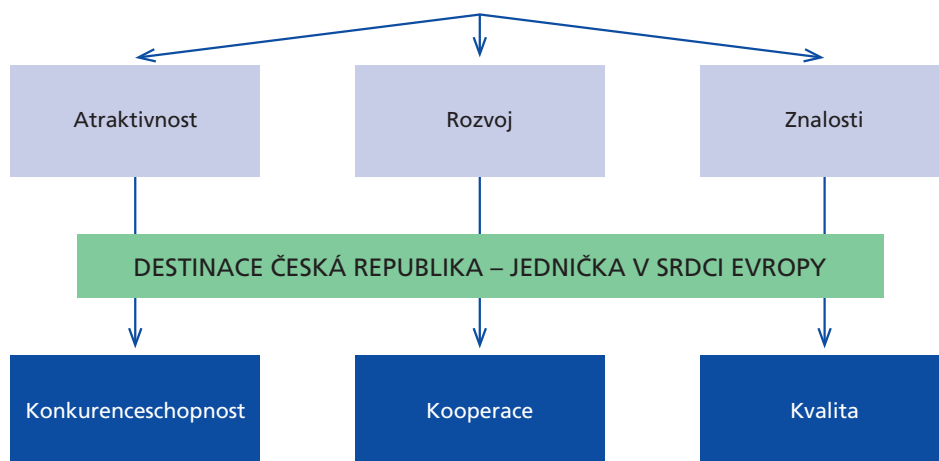 Atraktivnost
Rozvoj
Znalosti
DESTINACE ČESKÁ REPUBLIKA – JEDNIČKA V SRDCI EVROPY
Konkurenceschopnost
Kooperace
Kvalita